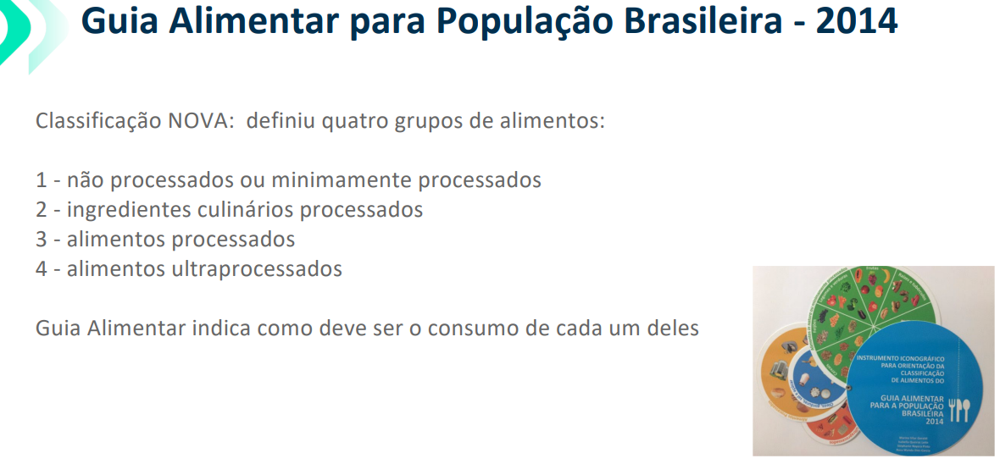 Guia Alimentar para População Brasileira - 2014
Classificação NOVA:  definiu quatro grupos de alimentos:
1 - não processados ou minimamente processados
2 - ingredientes culinários processados
3 - alimentos processados
4 - alimentos ultraprocessados
Guia Alimentar indica como deve ser o consumo de cada um deles
INSTRUMENTO ICONOGRÁFICO
PARA ORIENTAÇÃO DA
CLASSIFICAÇÃO
DE ALIMENTOS DO
GUIA ALIMENTAR
PARA A POPULAÇÃO
BRASILEIRA
2014